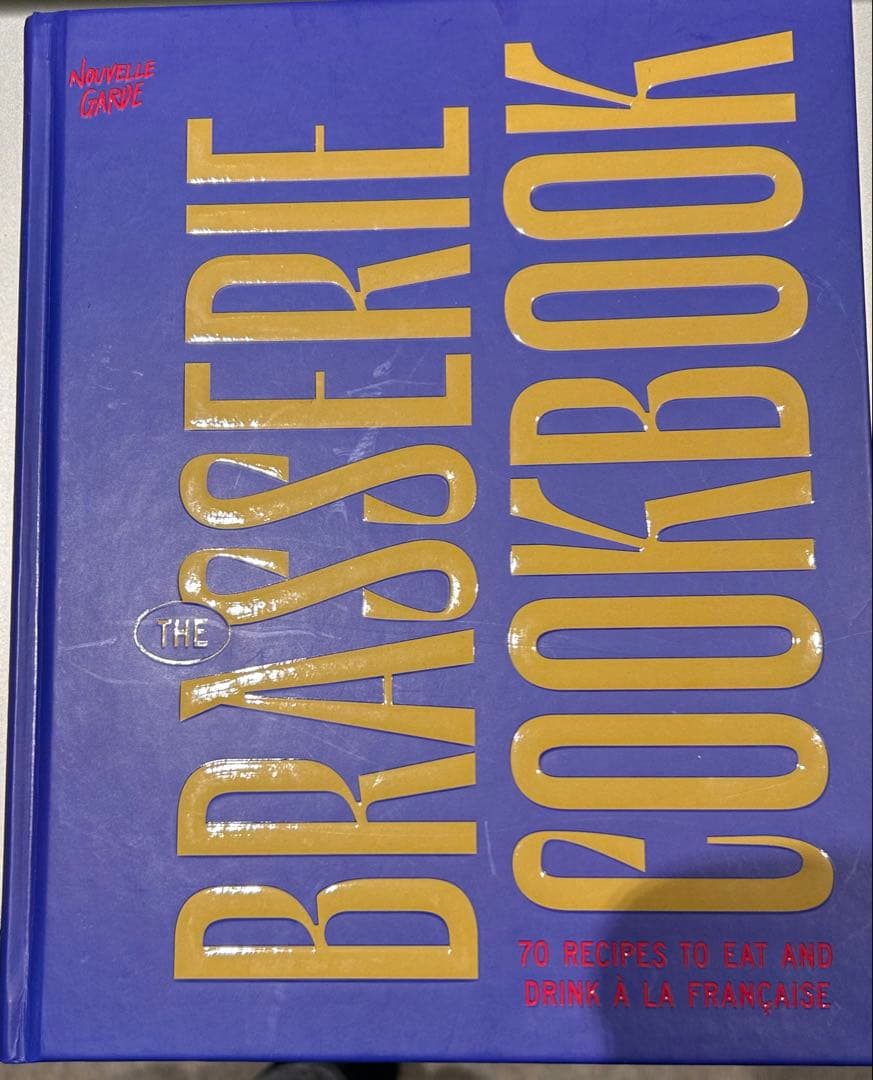 NOUVELLE
GARDE
THE
BRASSERIE
COOKBOOK
70 RECIPES TO EAT AND
DRINK À LA FRANÇAISE